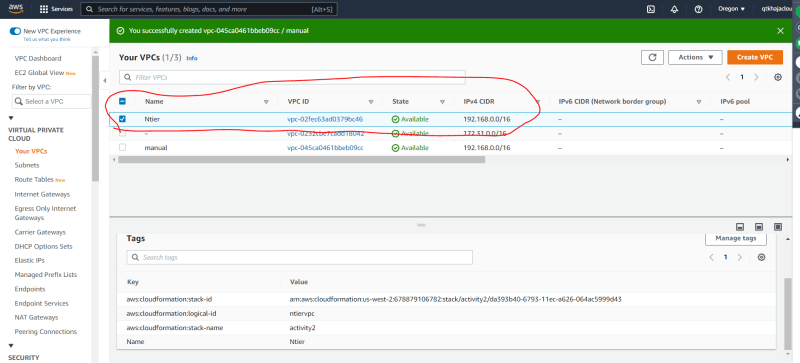 aws Services Search for services, features, blogs, docs, and more [Alt+S] Oregon qtkhajacloud
New VPC Experience
Tell us what you think
You successfully created vpc-045ca0461bbeb09cc / manual
VPC Dashboard
EC2 Global View New
Filter by VPC:
Select a VPC
VIRTUAL PRIVATE CLOUD
Your VPCs
Subnets
Route Tables New
Internet Gateways
Egress Only Internet Gateways
Carrier Gateways
DHCP Options Sets
Elastic IPs
Managed Prefix Lists
Endpoints
Endpoint Services
NAT Gateways
Peering Connections
SECURITY
Your VPCs (1/3) Info
Actions
Create VPC
Filter VPCs
1
Name VPC ID State IPv4 CIDR IPv6 CIDR (Network border group) IPv6 pool
Ntier vpc-02fec63ad0379bc46 Available 192.168.0.0/16 – –
– Available 172.31.0.0/16 – –
manual vpc-045ca0461bbeb09cc Available 192.168.0.0/16 – –
Tags
Manage tags
Search tags
1
Key Value
aws:cloudformation:stack-id arn:aws:cloudformation:us-west-2:678879106782:stack/activity2/da393b40-6793-11ec-a626-064ac5999d43
aws:cloudformation:logical-id ntiervpc
aws:cloudformation:stack-name activity2
Name Ntier